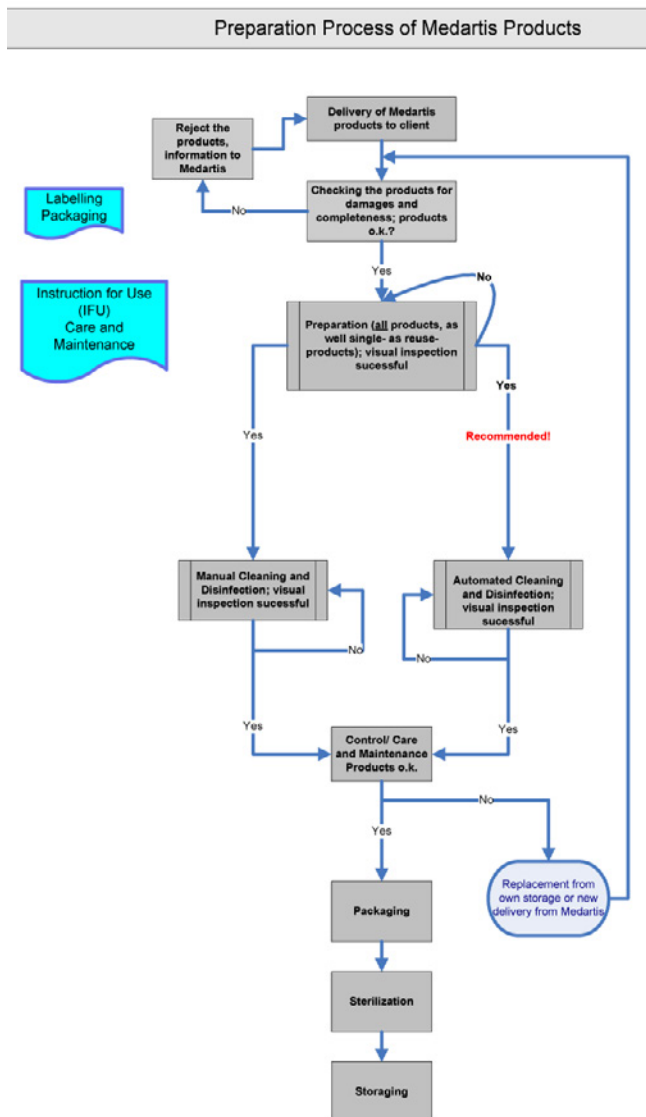 Preparation Process of Medartis Products
Delivery of Medartis
products to client
Reject the
products,
information to
Medartis
Labelling
Packaging
No
Checking the products for
damages and
completeness; products
o.k.?
Yes
No
Instruction for Use
(IFU)
Care and
Maintenance
Preparation (all products, as
well single- as reuse-
products); visual inspection
sucessful
Yes
Yes
Recommended!
Manual Cleaning and
Disinfection; visual
inspection sucessful
Automated Cleaning
and Disinfection;
visual inspection
sucessful
No
No
Yes
Yes
Control/ Care
and Maintenance
Products o.k.
No
Yes
Replacement from
own storage or new
delivery from Medartis
Packaging
Sterilization
Storaging